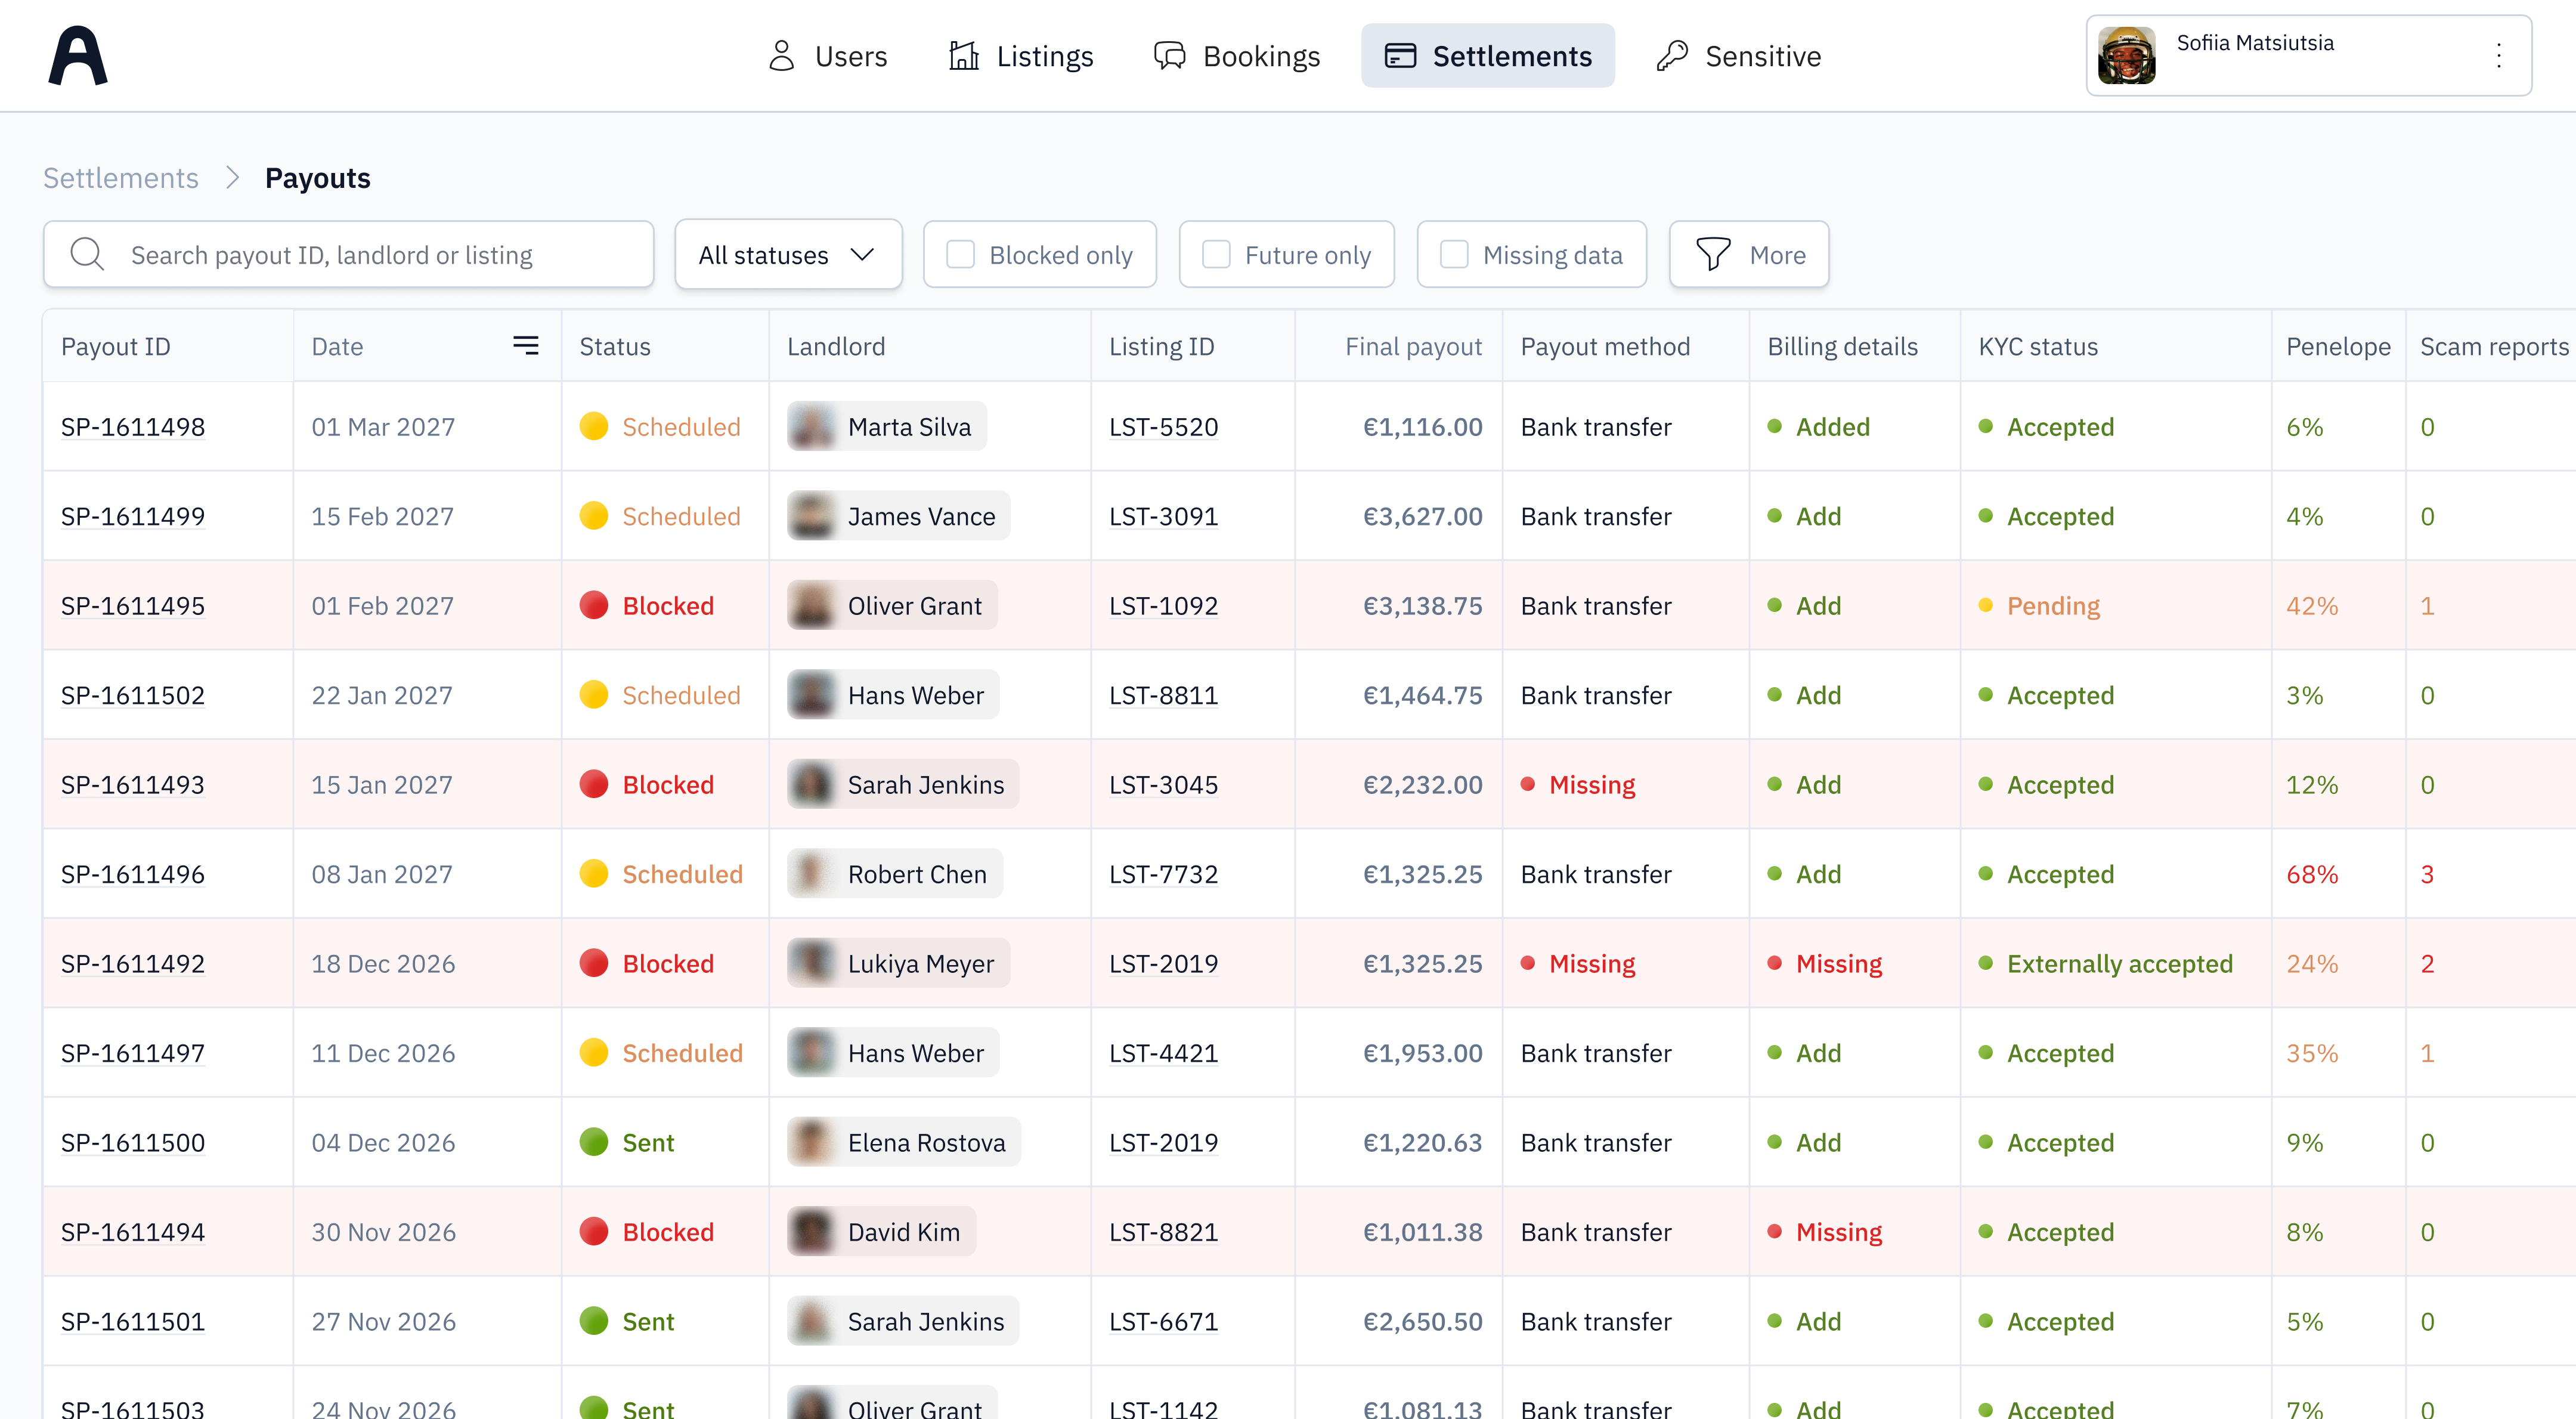 Users Listings Bookings Settlements Sensitive Sofiia Matsiutsia
Settlements Payouts
Search payout ID, landlord or listing All statuses Blocked only Future only Missing data More
Payout ID Date Status Landlord Listing ID Final payout Payout method Billing details KYC status Penelope Scam reports
SP-1611498 01 Mar 2027 Scheduled Marta Silva LST-5520 €1,116.00 Bank transfer Added Accepted 6% 0
SP-1611499 15 Feb 2027 Scheduled James Vance LST-3091 €3,627.00 Bank transfer Add Accepted 4% 0
SP-1611495 01 Feb 2027 Blocked Oliver Grant LST-1092 €3,138.75 Bank transfer Add Pending 42% 1
SP-1611502 22 Jan 2027 Scheduled Hans Weber LST-8811 €1,464.75 Bank transfer Add Accepted 3% 0
SP-1611493 15 Jan 2027 Blocked Sarah Jenkins LST-3045 €2,232.00 Missing Add Accepted 12% 0
SP-1611496 08 Jan 2027 Scheduled Robert Chen LST-7732 €1,325.25 Bank transfer Add Accepted 68% 3
SP-1611492 18 Dec 2026 Blocked Lukiya Meyer LST-2019 €1,325.25 Missing Missing Externally accepted 24% 2
SP-1611497 11 Dec 2026 Scheduled Hans Weber LST-4421 €1,953.00 Bank transfer Add Accepted 35% 1
SP-1611500 04 Dec 2026 Sent Elena Rostova LST-2019 €1,220.63 Bank transfer Add Accepted 9% 0
SP-1611494 30 Nov 2026 Blocked David Kim LST-8821 €1,011.38 Bank transfer Missing Accepted 8% 0
SP-1611501 27 Nov 2026 Sent Sarah Jenkins LST-6671 €2,650.50 Bank transfer Add Accepted 5% 0
SP-1611503 24 Nov 2026 Sent Oliver Grant LST-1142 €1,081.13 Bank transfer Add Accepted 7% 0